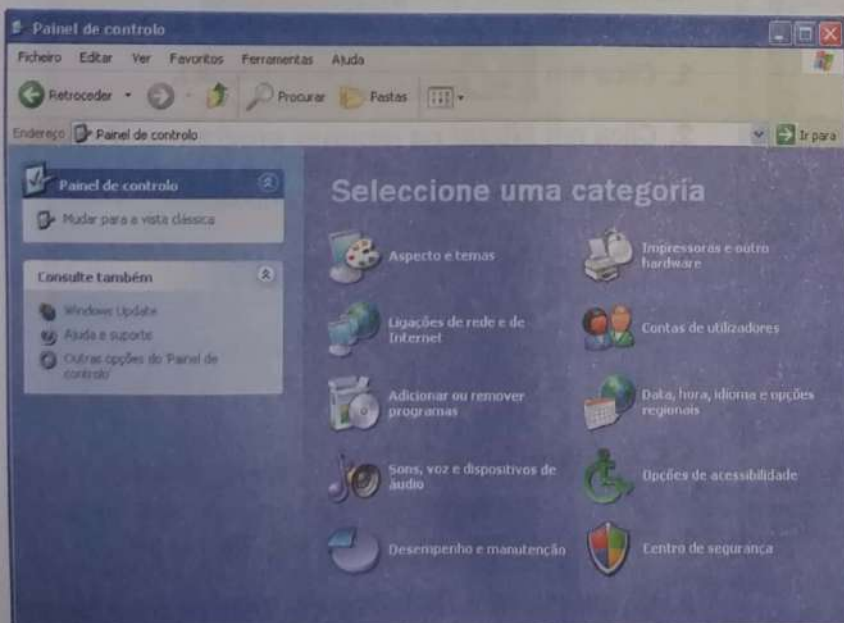 Painel de controlo
Ficheiro Editar Ver Favoritos Ferramentas Ajuda
Retroceder Procurar Pastas
Endereço Painel de controlo Ir para
Painel de controlo
Mudar para a vista clássica
Consulte também
Windows Update
Ajuda e suporte
Outras opções do 'Painel de
controlo'
Seleccione uma categoria
Aspecto e temas
Impressoras e outro
hardware
Ligações de rede e de
Internet
Contas de utilizadores
Adicionar ou remover
programas
Data, hora, idioma e opções
regionais
Sons, voz e dispositivos de
áudio
Opções de acessibilidade
Desempenho e manutenção
Centro de segurança